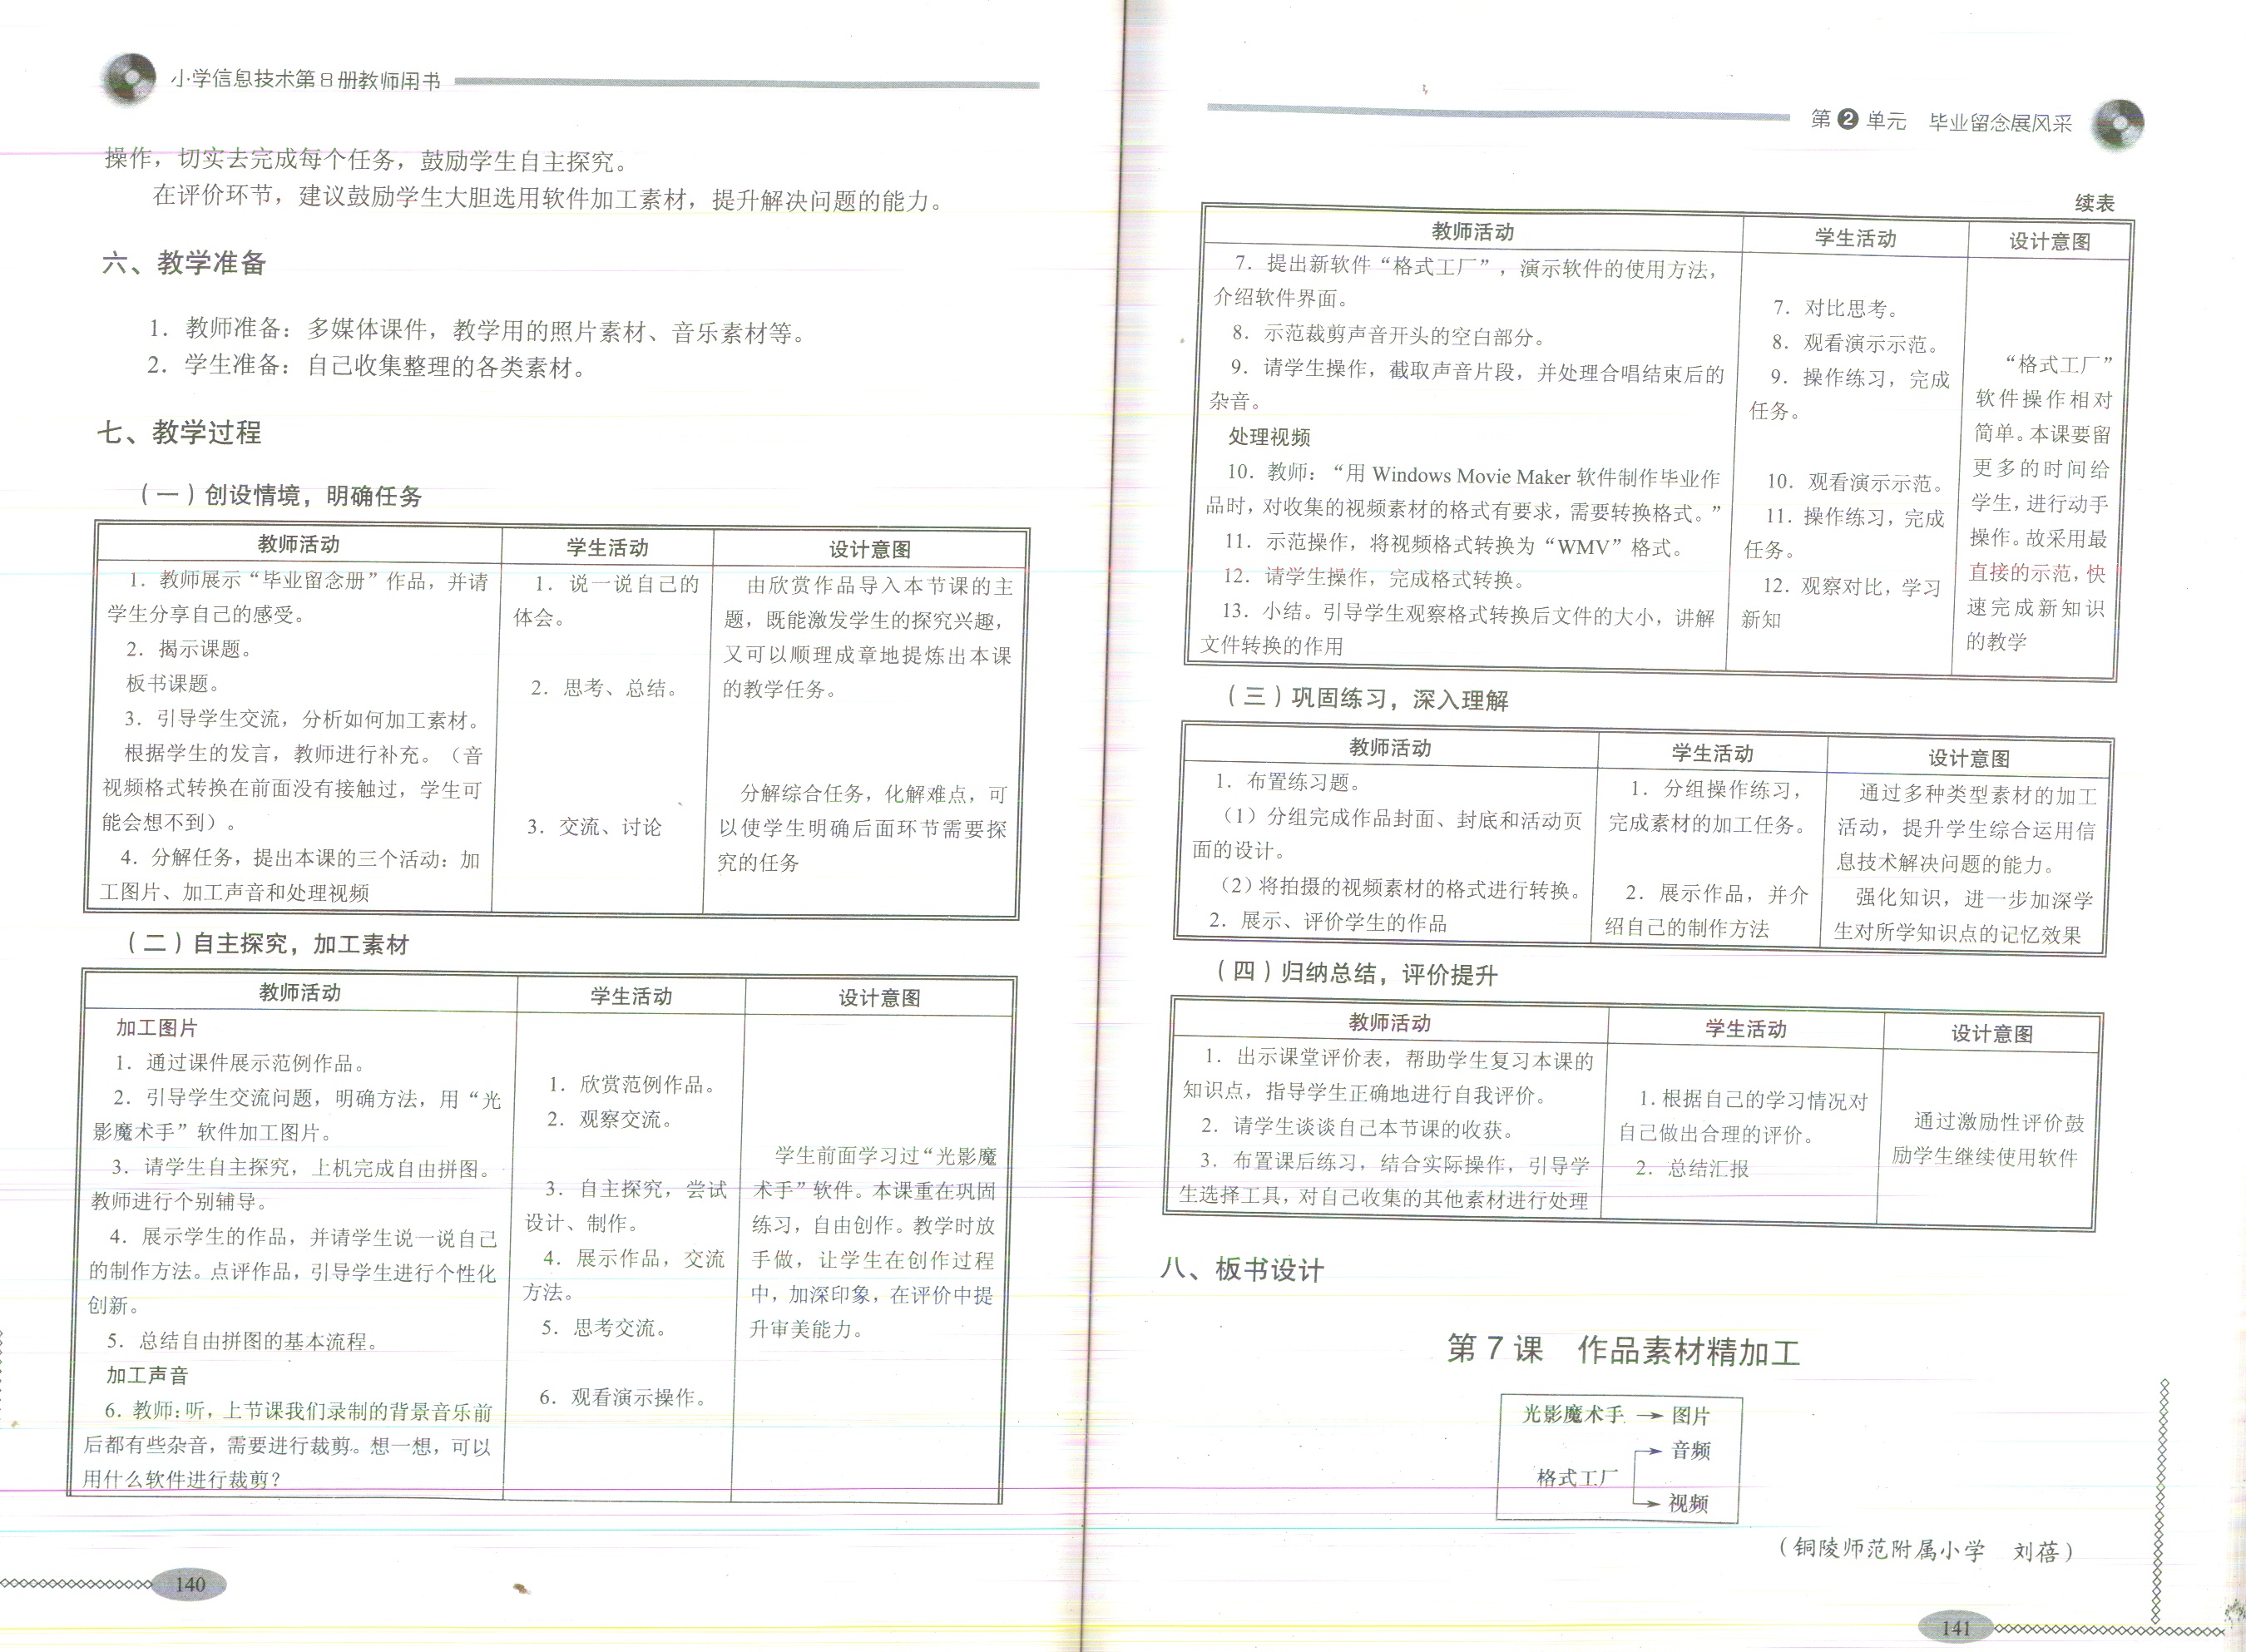 小学信息技术第8册教师用书
操作，切实去完成每个任务，鼓励学生自主探究。
在评价环节，建议鼓励学生大胆选用软件加工素材，提升解决问题的能力。
六、教学准备
1. 教师准备：多媒体课件，教学用的照片素材、音乐素材等。
2. 学生准备：自己收集整理的各类素材。
七、教学过程
（一）创设情境，明确任务
教师活动
学生活动
设计意图
1. 教师展示“毕业留念册”作品，并请
学生分享自己的感受。
2. 揭示课题。
板书课题。
3. 引导学生交流，分析如何加工素材。
根据学生的发言，教师进行补充。（音
视频格式转换在前面没有接触过，学生可
能会想不到）。
4. 分解任务，提出本课的三个活动：加
工图片、加工声音和处理视频
1. 说一说自己的
体会。
2. 思考、总结。
3. 交流、讨论
由欣赏作品导入本节课的主
题，既能激发学生的探究兴趣，
又可以顺理成章地提炼出本课
的教学任务。
分解综合任务，化解难点，可
以使学生明确后面环节需要探
究的任务
（二）自主探究，加工素材
教师活动
学生活动
设计意图
加工图片
1. 通过课件展示范例作品。
2. 引导学生交流问题，明确方法，用“光
影魔术手”软件加工图片。
3. 请学生自主探究，上机完成自由拼图。
教师进行个别辅导。
4. 展示学生的作品，并请学生说一说自己
的制作方法。点评作品，引导学生进行个性化
创新。
5. 总结自由拼图的基本流程。
加工声音
6. 教师：听，上节课我们录制的背景音乐前
后都有些杂音，需要进行裁剪。想一想，可以
用什么软件进行裁剪？
1. 欣赏范例作品。
2. 观察交流。
3. 自主探究，尝试
设计、制作。
4. 展示作品，交流
方法。
5. 思考交流。
6. 观看演示操作。
学生前面学习过“光影魔
术手”软件。本课重在巩固
练习，自由创作。教学时放
手做，让学生在创作过程
中，加深印象，在评价中提
升审美能力。
140
第2单元 毕业留念展风采
续表
教师活动
学生活动
设计意图
7. 提出新软件“格式工厂”，演示软件的使用方法，
介绍软件界面。
8. 示范裁剪声音开头的空白部分。
9. 请学生操作，截取声音片段，并处理合唱结束后的
杂音。
处理视频
10. 教师：“用 Windows Movie Maker 软件制作毕业作
品时，对收集的视频素材的格式有要求，需要转换格式。”
11. 示范操作，将视频格式转换为“WMV”格式。
12. 请学生操作，完成格式转换。
13. 小结。引导学生观察格式转换后文件的大小，讲解
文件转换的作用
7. 对比思考。
8. 观看演示示范。
9. 操作练习，完成
任务。
10. 观看演示示范。
11. 操作练习，完成
任务。
12. 观察对比，学习
新知
“格式工厂”
软件操作相对
简单。本课要留
更多的时间给
学生，进行动手
操作。故采用最
直接的示范，快
速完成新知识
的教学
（三）巩固练习，深入理解
教师活动
学生活动
设计意图
1. 布置练习题。
（1）分组完成作品封面、封底和活动页
面的设计。
（2）将拍摄的视频素材的格式进行转换。
2. 展示、评价学生的作品
1. 分组操作练习，
完成素材的加工任务。
2. 展示作品，并介
绍自己的制作方法
通过多种类型素材的加工
活动，提升学生综合运用信
息技术解决问题的能力。
强化知识，进一步加深学
生对所学知识点的记忆效果
（四）归纳总结，评价提升
教师活动
学生活动
设计意图
1. 出示课堂评价表，帮助学生复习本课的
知识点，指导学生正确地进行自我评价。
2. 请学生谈谈自己本节课的收获。
3. 布置课后练习，结合实际操作，引导学
生选择工具，对自己收集的其他素材进行处理
1. 根据自己的学习情况对
自己做出合理的评价。
2. 总结汇报
通过激励性评价鼓
励学生继续使用软件
八、板书设计
第 7 课 作品素材精加工
光影魔术手 → 图片
→ 音频
格式工厂
→ 视频
（铜陵师范附属小学 刘蓓）
141